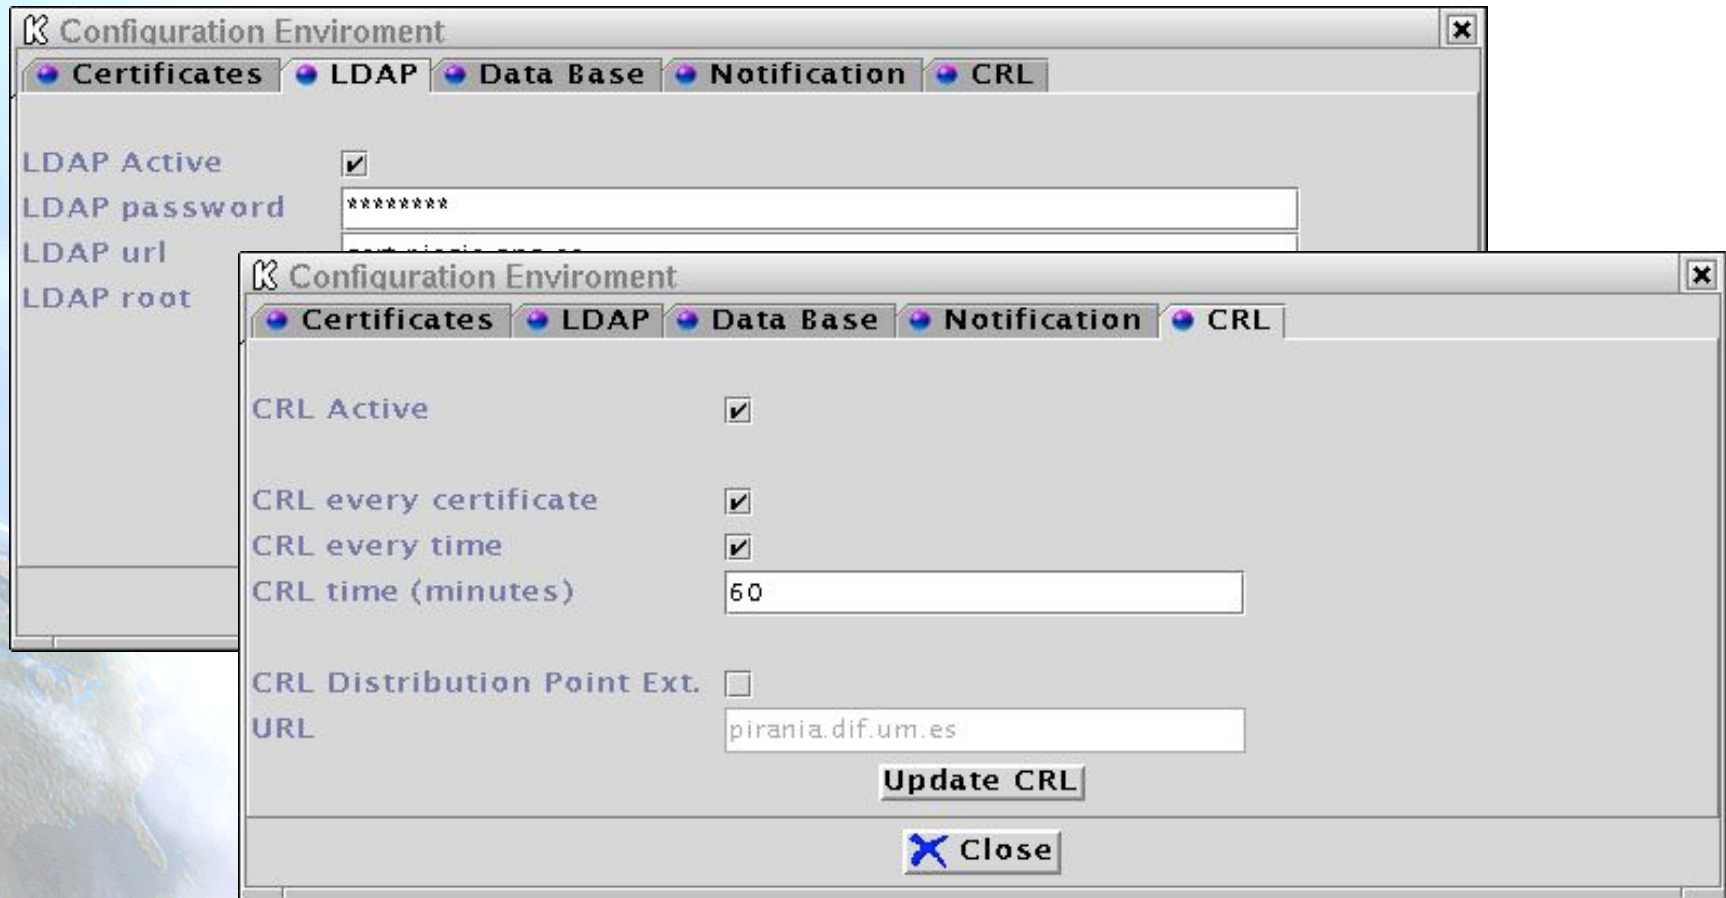 Configuration Enviroment
Certificates LDAP Data Base Notification CRL
LDAP Active
LDAP password ********
LDAP url
LDAP root
Configuration Enviroment
Certificates LDAP Data Base Notification CRL
CRL Active
CRL every certificate
CRL every time
CRL time (minutes) 60
CRL Distribution Point Ext.
URL pirania.dif.um.es
Update CRL
Close